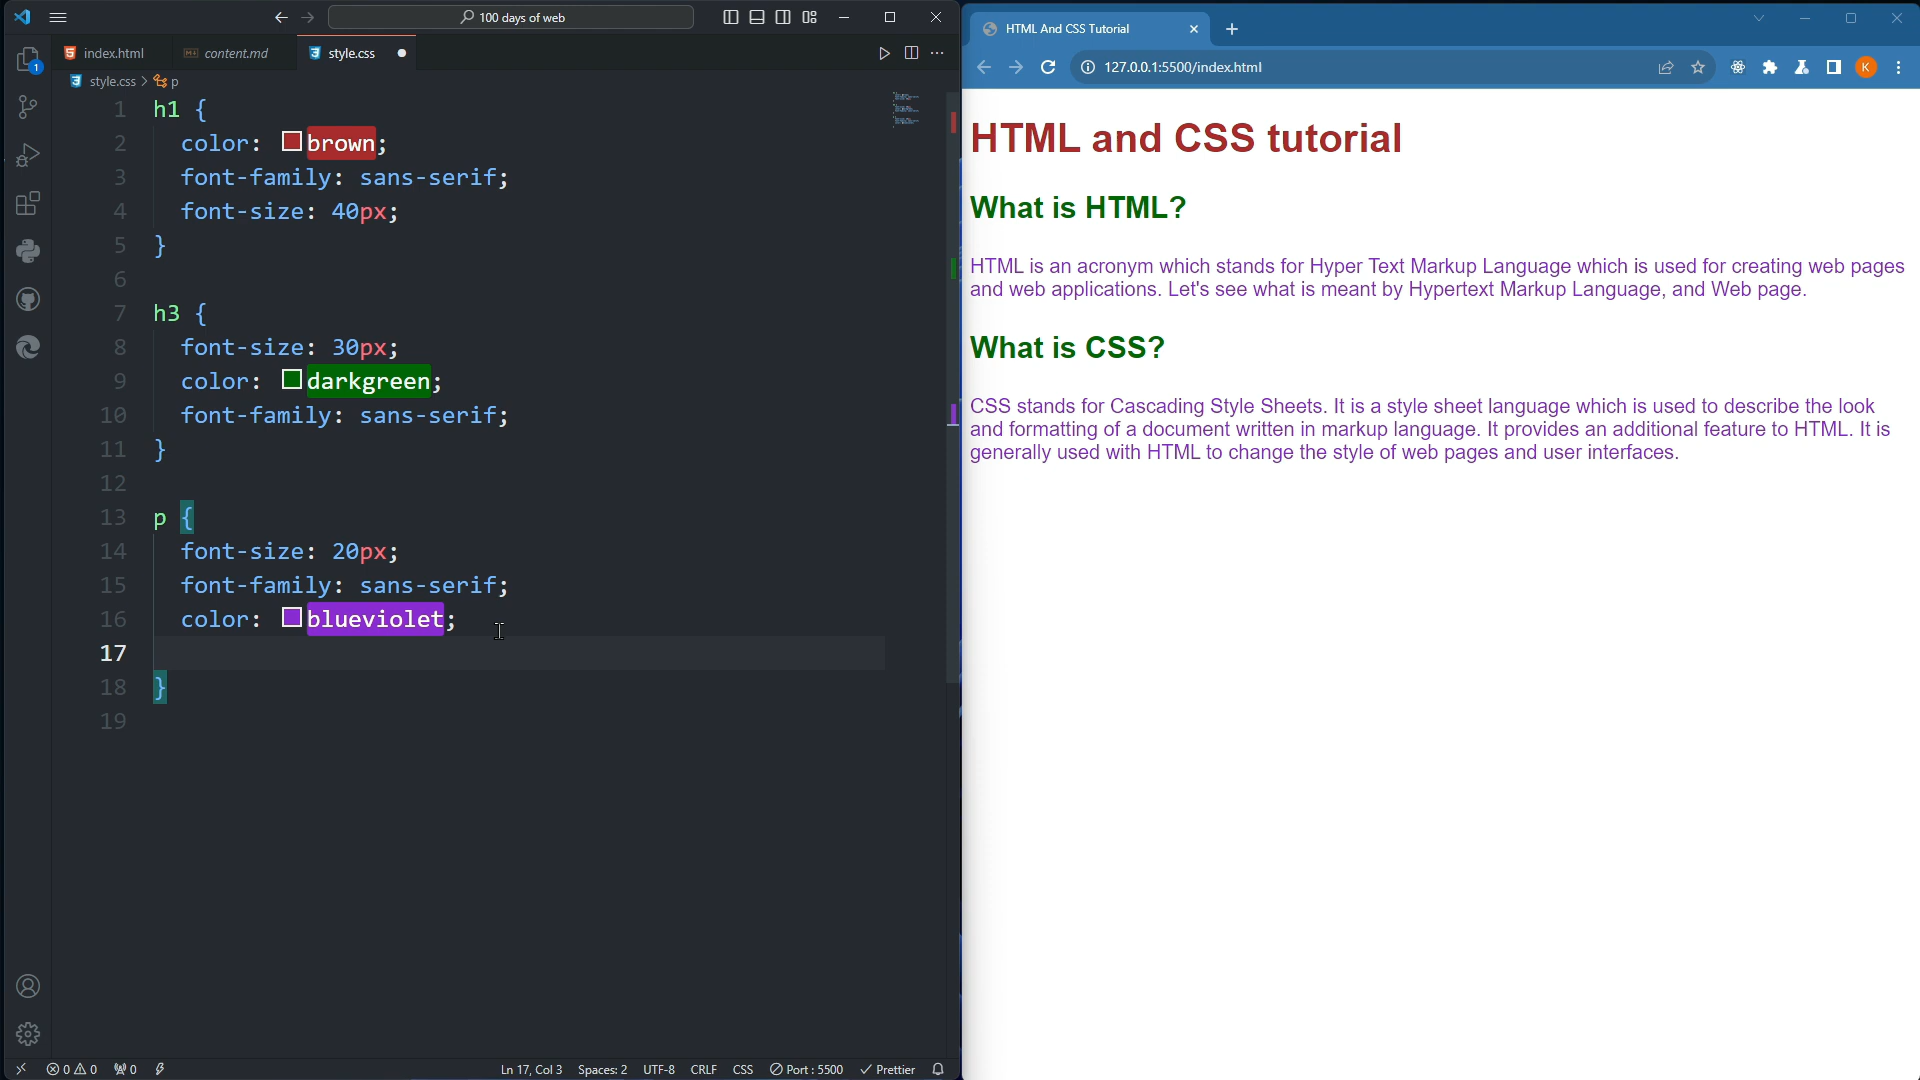 100 days of web
index.html
content.md
style.css
style.css
p
1 h1 {
2 color: brown;
3 font-family: sans-serif;
4 font-size: 40px;
5 }
6
7 h3 {
8 font-size: 30px;
9 color: darkgreen;
10 font-family: sans-serif;
11 }
12
13 p {
14 font-size: 20px;
15 font-family: sans-serif;
16 color: blueviolet;
17
18 }
19
0 0 0
Ln 17, Col 3 Spaces: 2 UTF-8 CRLF CSS Port : 5500 Prettier
1
HTML And CSS Tutorial
127.0.0.1:5500/index.html
K
HTML and CSS tutorial
What is HTML?
HTML is an acronym which stands for Hyper Text Markup Language which is used for creating web pages
and web applications. Let's see what is meant by Hypertext Markup Language, and Web page.
What is CSS?
CSS stands for Cascading Style Sheets. It is a style sheet language which is used to describe the look
and formatting of a document written in markup language. It provides an additional feature to HTML. It is
generally used with HTML to change the style of web pages and user interfaces.